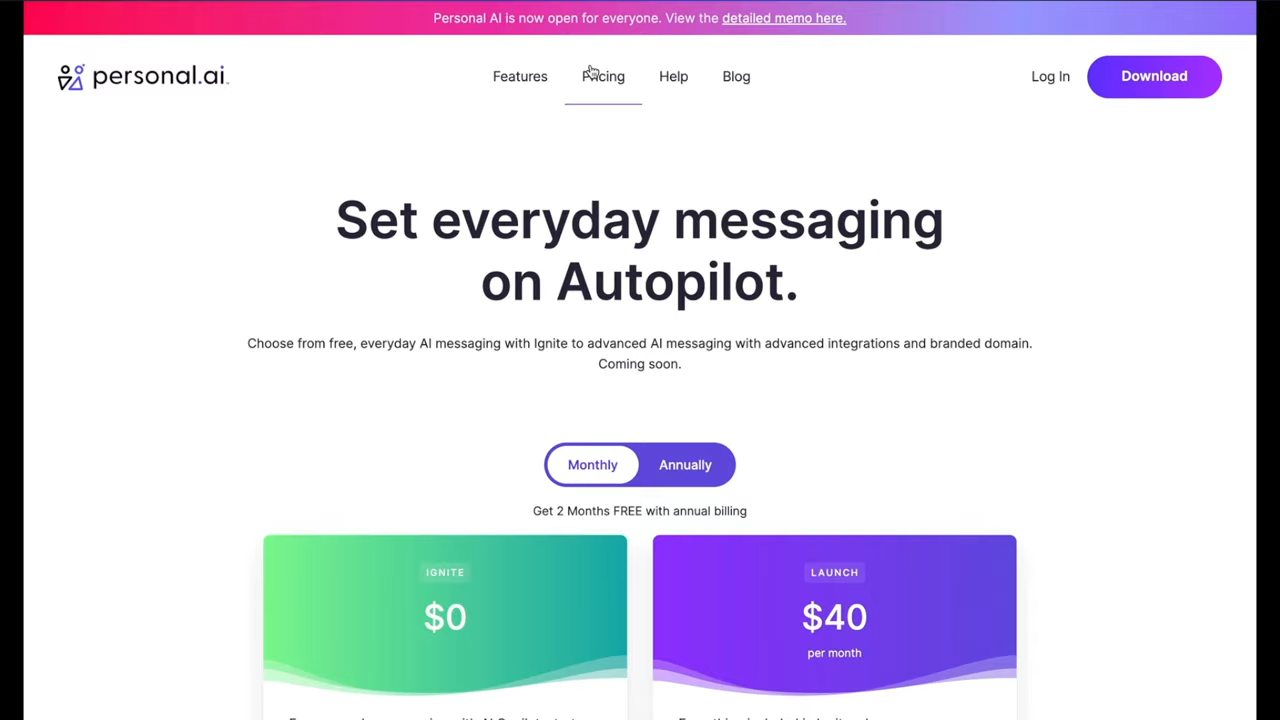 Personal AI is now open for everyone. View the detailed memo here.
personal.ai
Features
Pricing
Help
Blog
Log In
Download
Set everyday messaging
on Autopilot.
Choose from free, everyday AI messaging with Ignite to advanced AI messaging with advanced integrations and branded domain.
Coming soon.
Monthly
Annually
Get 2 Months FREE with annual billing
IGNITE
$0
LAUNCH
$40
per month